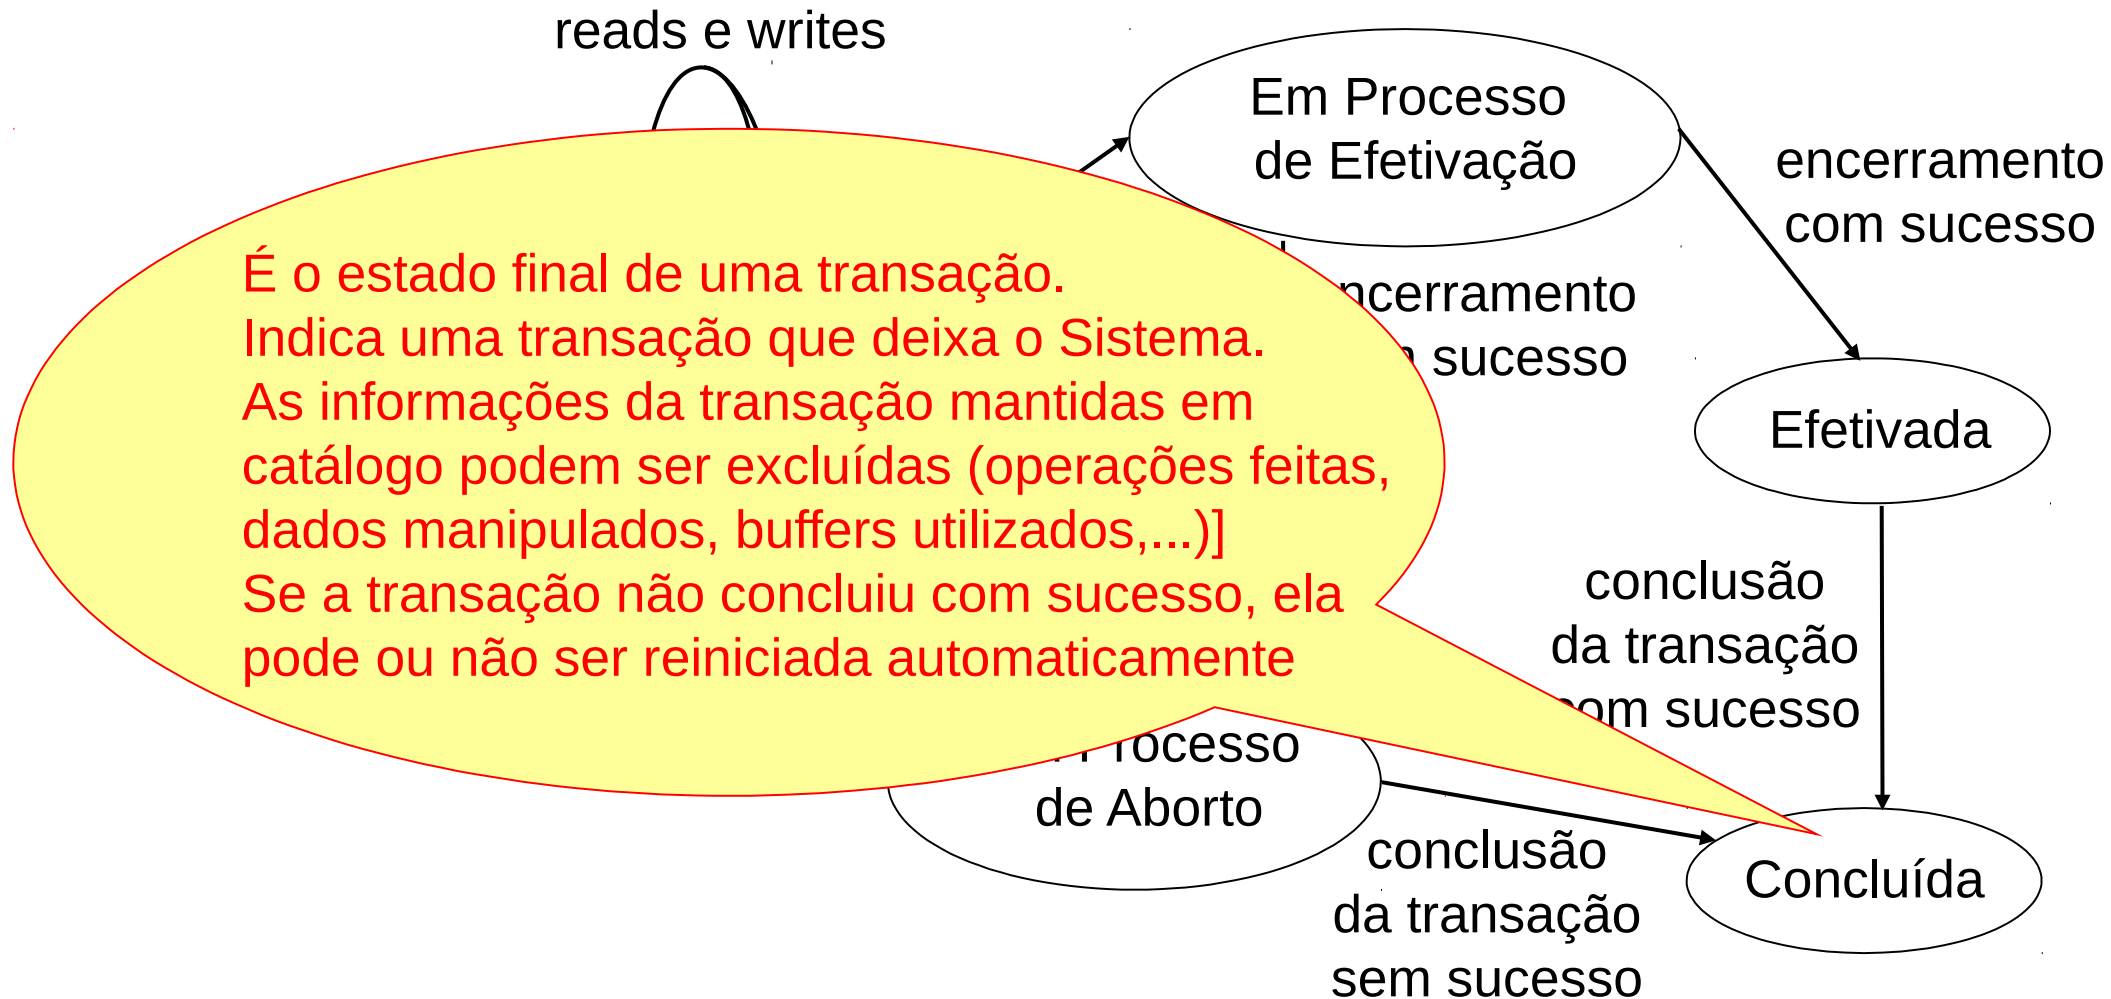 reads e writes
Em Processo
de Efetivação
encerramento
com sucesso
sucesso
É o estado final de uma transação.
Indica uma transação que deixa o Sistema.
As informações da transação mantidas em
catálogo podem ser excluídas (operações feitas,
dados manipulados, buffers utilizados,...)]
Se a transação não concluiu com sucesso, ela
pode ou não ser reiniciada automaticamente
Efetivada
conclusão
da transação
com sucesso
Processo
de Aborto
conclusão
da transação
sem sucesso
Concluída